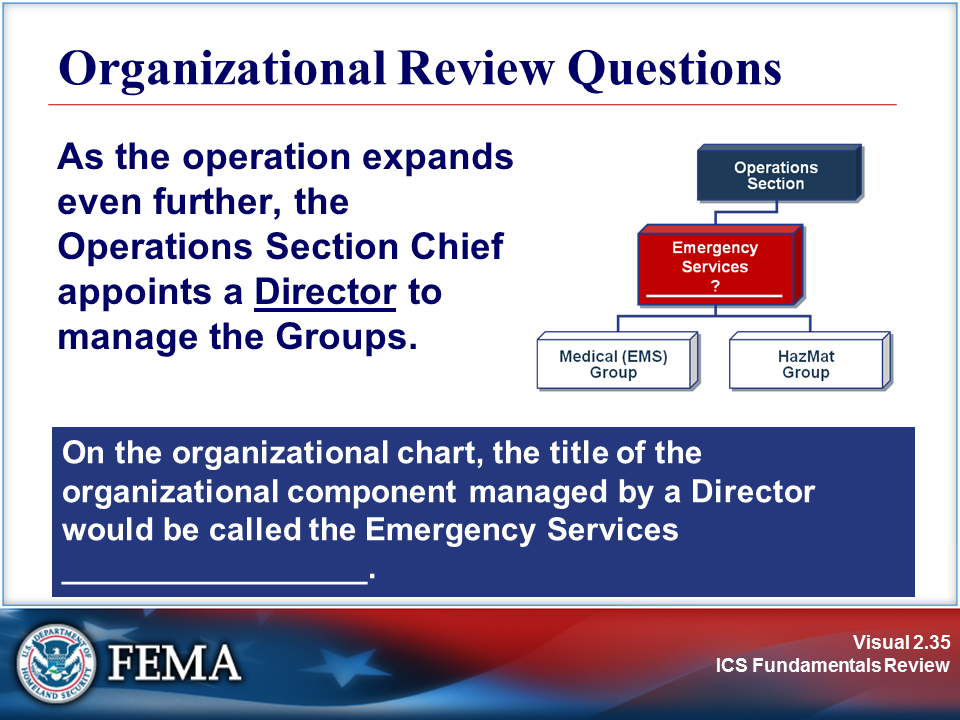 Organizational Review Questions
As the operation expands
even further, the
Operations Section Chief
appoints a Director to
manage the Groups.
Operations
Section
Emergency
Services
?
Medical (EMS)
Group
HazMat
Group
On the organizational chart, the title of the
organizational component managed by a Director
would be called the Emergency Services
_________________.
U.S. DEPARTMENT OF
HOMELAND SECURITY
FEMA
Visual 2.35
ICS Fundamentals Review